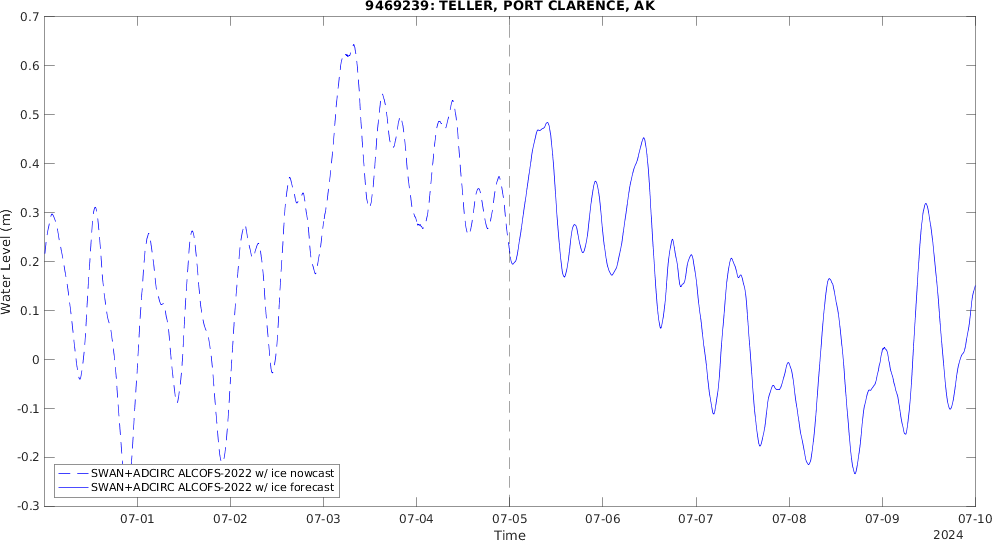 9469239: TELLER, PORT CLARENCE, AK
Water Level (m)
0.7
0.6
0.5
0.4
0.3
0.2
0.1
0
-0.1
-0.2
-0.3
SWAN+ADCIRC ALCOFS-2022 w/ ice nowcast
SWAN+ADCIRC ALCOFS-2022 w/ ice forecast
07-01 07-02 07-03 07-04 07-05 07-06 07-07 07-08 07-09 07-10
Time
2024